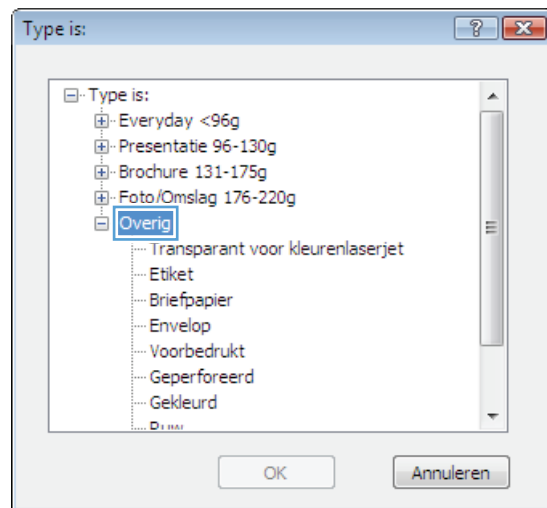 Type is:
Type is:
Everyday <96g
Presentatie 96-130g
Brochure 131-175g
Foto/Omslag 176-220g
Overig
Transparant voor kleurenlaserjet
Etiket
Briefpapier
Envelop
Voorbedrukt
Geperforeerd
Gekleurd
Ruw
OK
Annuleren